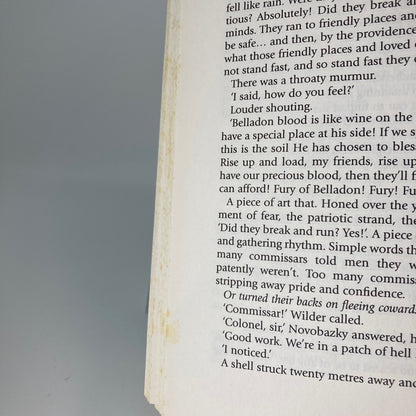 fell like rain. Were they
tious? Absolutely! Did they break a
minds. They ran to friendly places and
be safe… and then, by the providence
what those friendly places and loved
not stand fast, and so stand fast they
There was a throaty murmur.
'I said, how do you feel?'
Louder shouting.
'Belladon blood is like wine on the
have a special place at his side! If we s
this is the soil He has chosen to bles
Rise up and load, my friends, rise up
have our precious blood, then they'll f
can afford! Fury of Belladon! Fury! Fu
A piece of art that. Honed over the y
ment of fear, the patriotic strand, the
'Did they break and run? Yes!'. A piece
and gathering rhythm. Simple words th
many commissars told men they w
patently weren't. Too many commis
stripping away pride and confidence.
Or turned their backs on fleeing coward
'Commissar!' Wilder called.
'Colonel, sir,' Novobazky answered, h
'Good work. We're in a patch of hell
'I noticed.'
A shell struck twenty metres away and